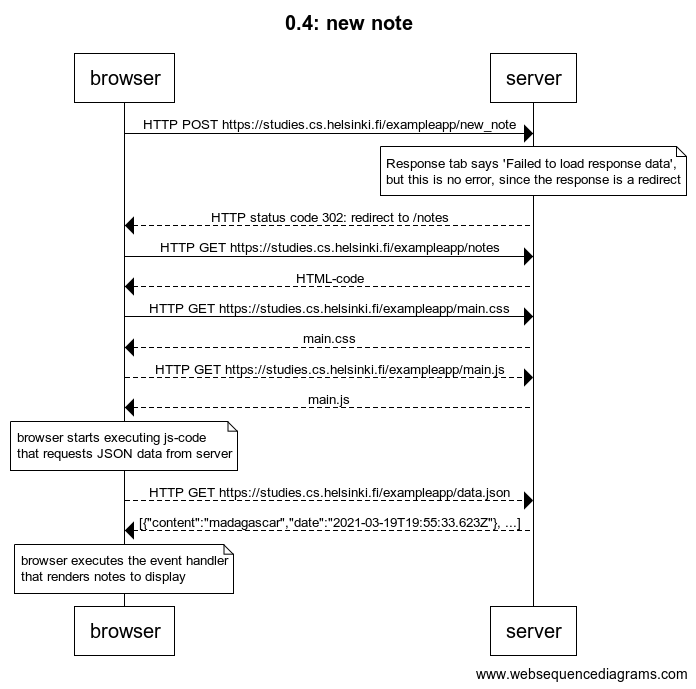 0.4: new note
browser
server
HTTP POST https://studies.cs.helsinki.fi/exampleapp/new_note
Response tab says 'Failed to load response data',
but this is no error, since the response is a redirect
HTTP status code 302: redirect to /notes
HTTP GET https://studies.cs.helsinki.fi/exampleapp/notes
HTML-code
HTTP GET https://studies.cs.helsinki.fi/exampleapp/main.css
main.css
HTTP GET https://studies.cs.helsinki.fi/exampleapp/main.js
main.js
browser starts executing js-code
that requests JSON data from server
HTTP GET https://studies.cs.helsinki.fi/exampleapp/data.json
[{"content":"madagascar","date":"2021-03-19T19:55:33.623Z"}, ...]
browser executes the event handler
that renders notes to display
browser
server
www.websequencediagrams.com